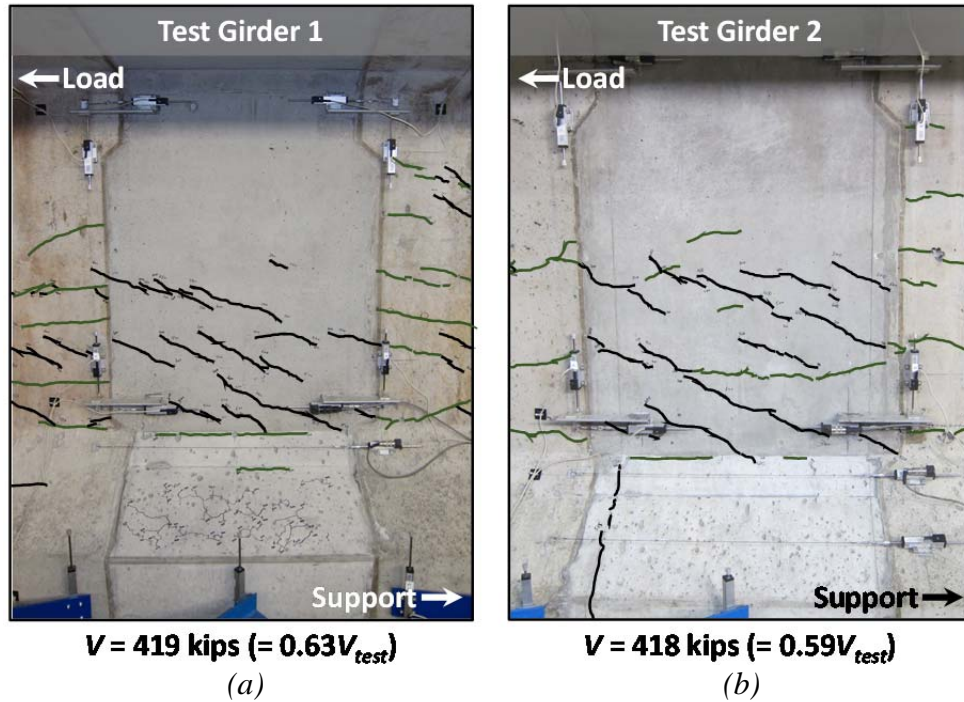 Test Girder 1
Load
Support
V = 419 kips (= 0.63Vtest)
(a)
Test Girder 2
Load
Support
V = 418 kips (= 0.59Vtest)
(b)